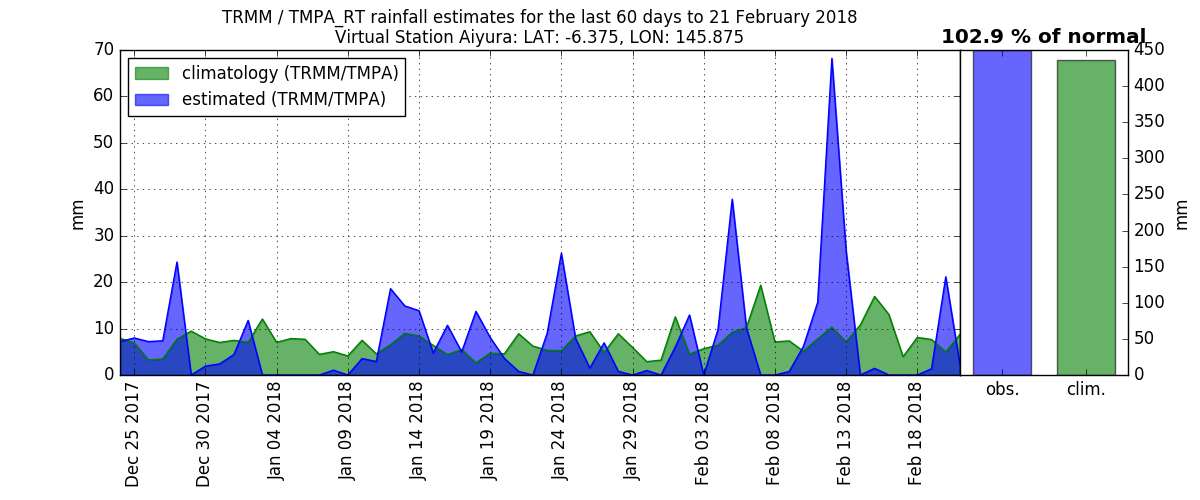 TRMM / TMPA_RT rainfall estimates for the last 60 days to 21 February 2018
Virtual Station Aiyura: LAT: -6.375, LON: 145.875
102.9 % of normal
climatology (TRMM/TMPA)
estimated (TRMM/TMPA)
mm
70
60
50
40
30
20
10
0
450
400
350
300
250
200
150
100
50
0
mm
Dec 25 2017
Dec 30 2017
Jan 04 2018
Jan 09 2018
Jan 14 2018
Jan 19 2018
Jan 24 2018
Jan 29 2018
Feb 03 2018
Feb 08 2018
Feb 13 2018
Feb 18 2018
obs.
clim.